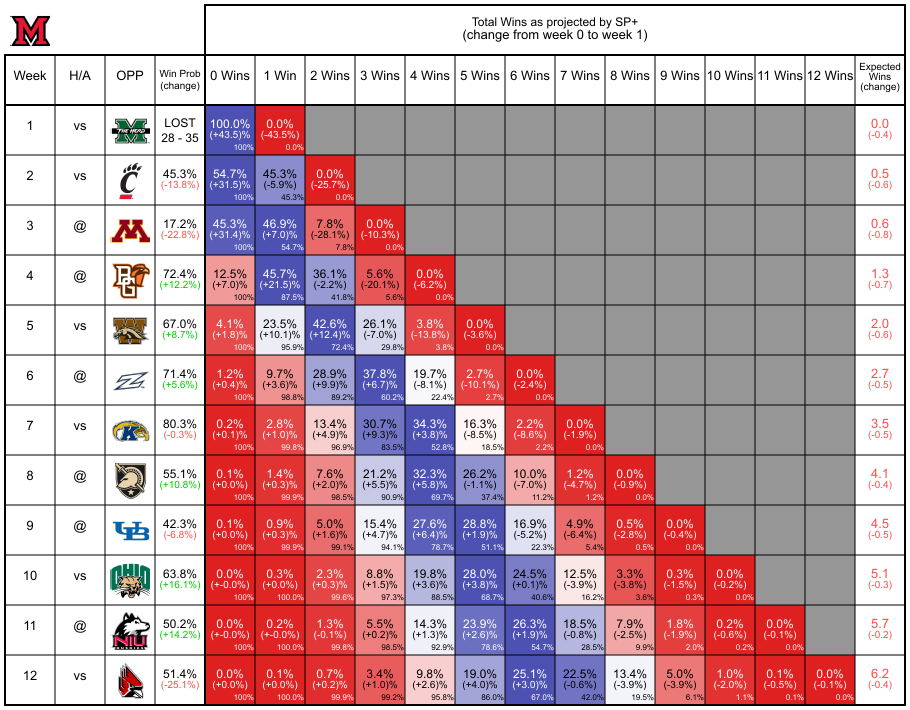 M
Total Wins as projected by SP+
(change from week 0 to week 1)
Week H/A OPP Win Prob (change) 0 Wins 1 Win 2 Wins 3 Wins 4 Wins 5 Wins 6 Wins 7 Wins 8 Wins 9 Wins 10 Wins 11 Wins 12 Wins Expected Wins (change)
1 vs M THE HERD LOST 100.0% 0.0% 0.0
28 - 35 (+43.5)% (-43.5)% (-0.4)
100% 0.0%
2 vs C 45.3% 54.7% 45.3% 0.0% 0.5
(-13.8%) (+31.5)% (-5.9)% (-25.7)% (-0.6)
100% 45.3% 0.0%
3 @ M 17.2% 45.3% 46.9% 7.8% 0.0% 0.6
(-22.8%) (+31.4)% (+7.0)% (-28.1)% (-10.3)% (-0.8)
100% 54.7% 7.8% 0.0%
4 @ BG 72.4% 12.5% 45.7% 36.1% 5.6% 0.0% 1.3
(+12.2%) (+7.0)% (+21.5)% (-2.2)% (-20.1)% (-6.2)% (-0.7)
100% 87.5% 41.8% 5.6% 0.0%
5 vs W 67.0% 4.1% 23.5% 42.6% 26.1% 3.8% 0.0% 2.0
(+8.7%) (+1.8)% (+10.1)% (+12.4)% (-7.0)% (-13.8)% (-3.6)% (-0.6)
100% 95.9% 72.4% 29.8% 3.8% 0.0%
6 @ 71.4% 1.2% 9.7% 28.9% 37.8% 19.7% 2.7% 0.0% 2.7
(+5.6%) (+0.4)% (+3.6)% (+9.9)% (+6.7)% (-8.1)% (-10.1)% (-2.4)% (-0.5)
100% 98.8% 89.2% 60.2% 22.4% 2.7% 0.0%
7 vs K 80.3% 0.2% 2.8% 13.4% 30.7% 34.3% 16.3% 2.2% 0.0% 3.5
(-0.3%) (+0.1)% (+1.0)% (+4.9)% (+9.3)% (+3.8)% (-8.5)% (-8.6)% (-1.9)% (-0.5)
100% 99.8% 96.9% 83.5% 52.8% 18.5% 2.2% 0.0%
8 @ 55.1% 0.1% 1.4% 7.6% 21.2% 32.3% 26.2% 10.0% 1.2% 0.0% 4.1
(+10.8%) (+0.0)% (+0.3)% (+2.0)% (+5.5)% (+5.8)% (-1.1)% (-7.0)% (-4.7)% (-0.9)% (-0.4)
100% 99.9% 98.5% 90.9% 69.7% 37.4% 11.2% 1.2% 0.0%
9 @ UB 42.3% 0.1% 0.9% 5.0% 15.4% 27.6% 28.8% 16.9% 4.9% 0.5% 0.0% 4.5
(-6.8%) (+0.0)% (+0.3)% (+1.6)% (+4.7)% (+6.4)% (+1.9)% (-5.2)% (-6.4)% (-2.8)% (-0.4)% (-0.5)
100% 99.9% 99.1% 94.1% 78.7% 51.1% 22.3% 5.4% 0.5% 0.0%
10 vs OHIO 63.8% 0.0% 0.3% 2.3% 8.8% 19.8% 28.0% 24.5% 12.5% 3.3% 0.3% 0.0% 5.1
(+16.1%) (-0.0)% (+0.0)% (+0.3)% (+1.5)% (+3.6)% (+3.8)% (+0.1)% (-3.9)% (-3.8)% (-1.5)% (-0.2)% (-0.3)
100% 100.0% 99.6% 97.3% 88.5% 68.7% 40.6% 16.2% 3.6% 0.3% 0.0%
11 @ NIU 50.2% 0.0% 0.2% 1.3% 5.5% 14.3% 23.9% 26.3% 18.5% 7.9% 1.8% 0.2% 0.0% 5.7
(+14.2%) (+-0.0)% (-0.0)% (-0.1)% (+0.2)% (+1.3)% (+2.6)% (+1.9)% (-0.8)% (-2.5)% (-1.9)% (-0.6)% (-0.1)% (-0.2)
100% 100.0% 99.8% 98.5% 92.9% 78.6% 54.7% 28.5% 9.9% 2.0% 0.2% 0.0%
12 vs 51.4% 0.0% 0.1% 0.7% 3.4% 9.8% 19.0% 25.1% 22.5% 13.4% 5.0% 1.0% 0.1% 0.0% 6.2
(-25.1%) (+0.0)% (+0.0)% (+0.2)% (+1.0)% (+2.6)% (+4.0)% (+3.0)% (-0.6)% (-3.9)% (-3.9)% (-2.0)% (-0.5)% (-0.1)% (-0.4)
100% 100.0% 99.9% 99.2% 95.8% 86.0% 67.0% 42.0% 19.5% 6.1% 1.1% 0.1% 0.0%